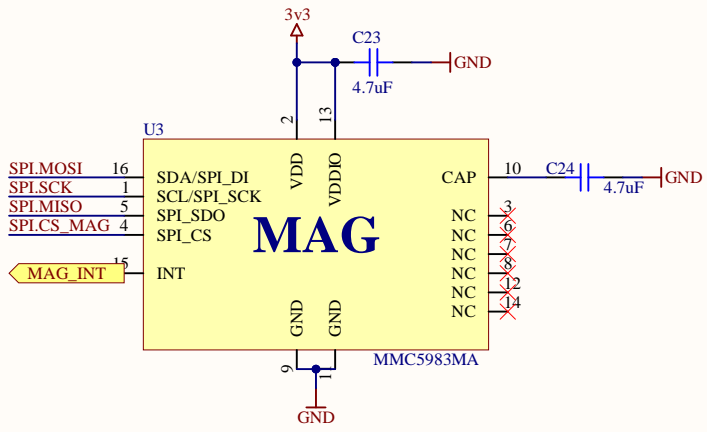 3v3
C23
GND
4.7uF
2
13
U3
VDD
VDDIO
SPI.MOSI 16 SDA/SPI_DI
SPI.SCK 1 SCL/SPI_SCK
SPI.MISO 5 SPI_SDO
SPI.CS_MAG 4 SPI_CS
MAG_INT 15 INT
MAG
CAP 10 C24 GND
4.7uF
NC 3
NC 6
NC 7
NC 8
NC 12
NC 14
GND
GND
9
11
MMC5983MA
GND